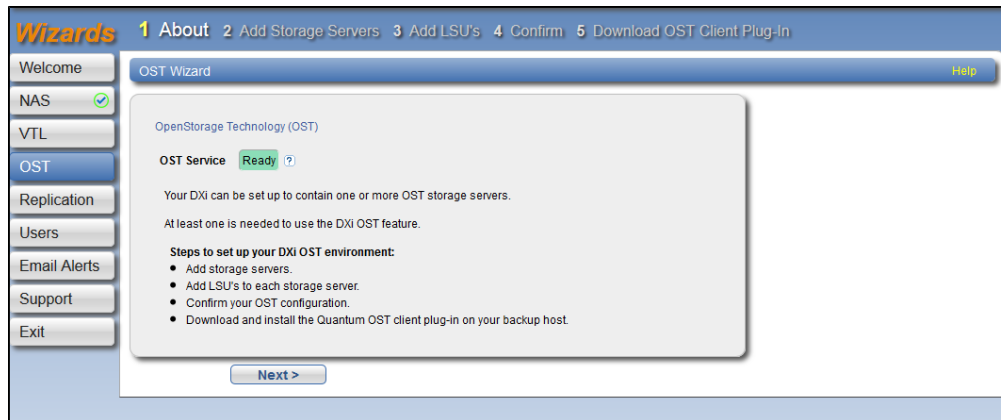 Wizards
1 About 2 Add Storage Servers 3 Add LSU's 4 Confirm 5 Download OST Client Plug-In
Welcome
NAS
VTL
OST
Replication
Users
Email Alerts
Support
Exit
OST Wizard
Help
OpenStorage Technology (OST)
OST Service Ready ?
Your DXi can be set up to contain one or more OST storage servers.
At least one is needed to use the DXi OST feature.
Steps to set up your DXi OST environment:
• Add storage servers.
• Add LSU's to each storage server.
• Confirm your OST configuration.
• Download and install the Quantum OST client plug-in on your backup host.
Next >